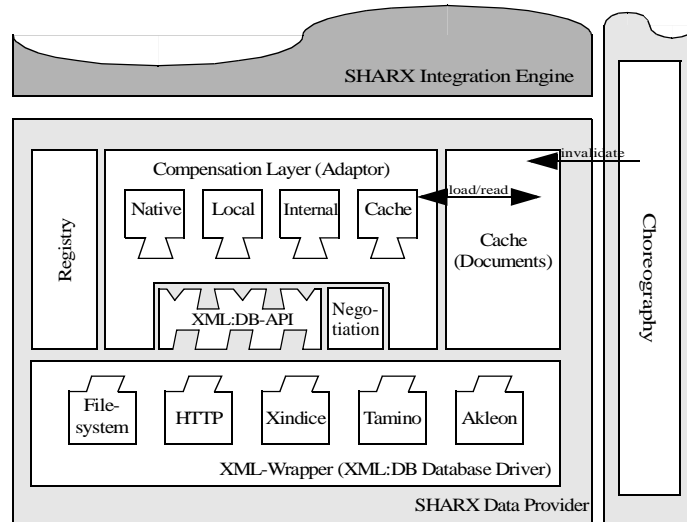 SHARX Integration Engine
invalidate
Compensation Layer (Adaptor)
load/read
Native
Local
Internal
Cache
Registry
Cache
(Documents)
Choreography
XML:DB-API
Nego-
tiation
File-
system
HTTP
Xindice
Tamino
Akleon
XML-Wrapper (XML:DB Database Driver)
SHARX Data Provider